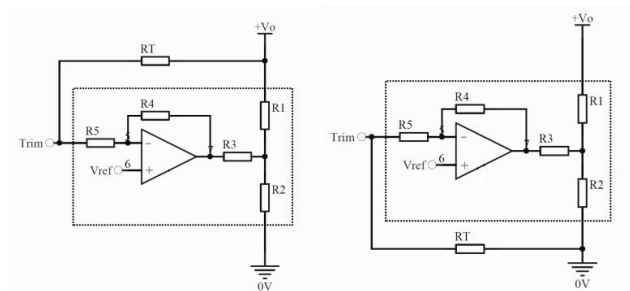 +Vo
RT
R4
R1
R5
Trim
R3
Vref
6
−
+
R2
0V
+Vo
R4
R1
R5
Trim
R3
Vref
6
−
+
R2
RT
0V